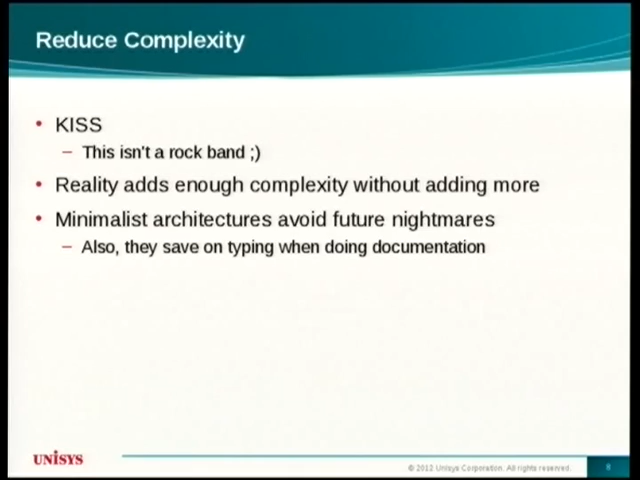 Reduce Complexity
• KISS
– This isn't a rock band ;)
• Reality adds enough complexity without adding more
• Minimalist architectures avoid future nightmares
– Also, they save on typing when doing documentation
UNISYS
© 2012 Unisys Corporation. All rights reserved.